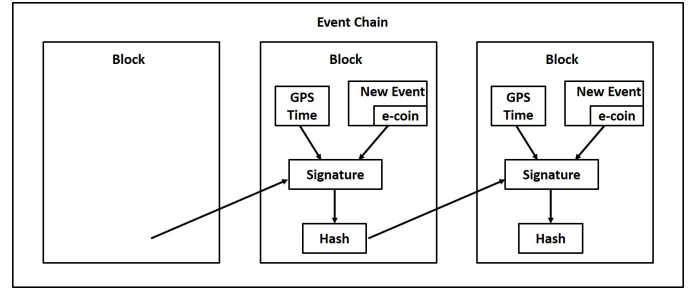 Event Chain
Block
Block
GPS
Time
New Event
e-coin
Signature
Hash
Block
GPS
Time
New Event
e-coin
Signature
Hash